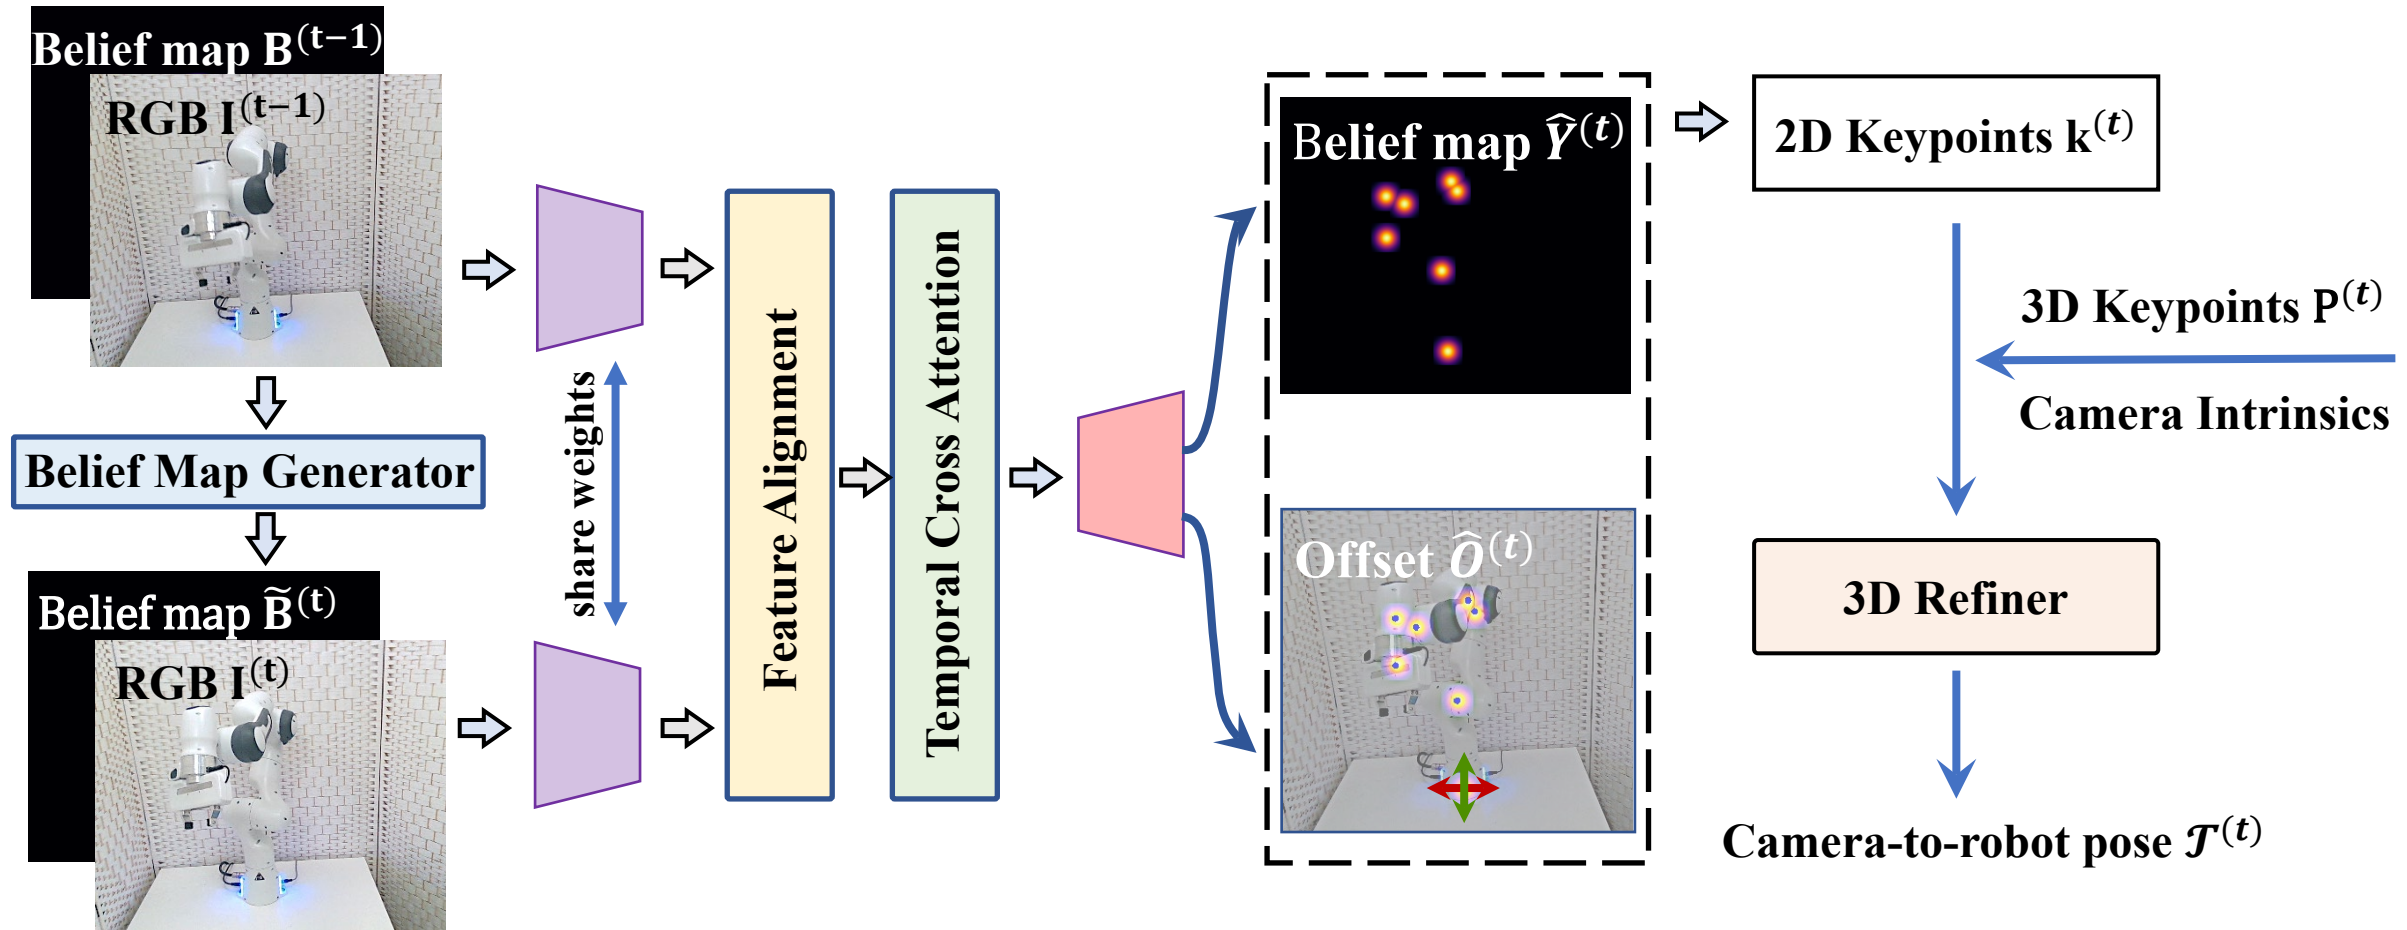 Belief map B^(t−1)
RGB I^(t−1)
Belief Map Generator
Belief map B̃^(t)
RGB I^(t)
share weights
Feature Alignment
Temporal Cross Attention
Belief map Ŷ^(t)
Offset Ô^(t)
2D Keypoints k^(t)
3D Keypoints P^(t)
Camera Intrinsics
3D Refiner
Camera-to-robot pose 𝒯^(t)